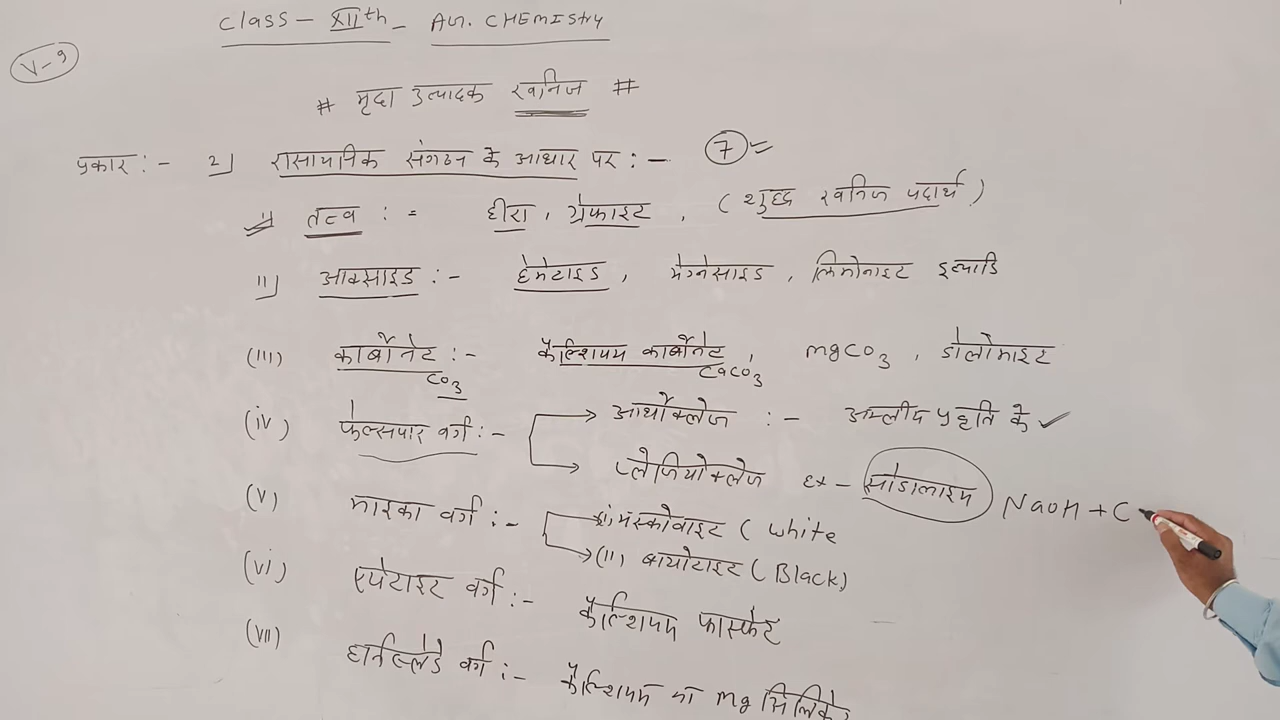 Class - XIIth - Au. CHEMIStry
V-9
# मृदा उत्पादक खनिज #
प्रकार :- 2) रासायनिक संगठन के आधार पर :- 7
i) तत्व :- हीरा, ग्रेफाइट, (शुद्ध खनिज पदार्थ)
ii) आक्साइड :- हेमेटाइड, मैग्नेसाइड, लिमोनाइट इत्यादि
(iii) कार्बोनेट :- कैल्शियम कार्बोनेट, mgCO3, डोलोमाइट
CO3 CaCO3
(iv) फेल्सपार वर्ग :- आर्थोक्लेज :- अम्लीय प्रकृति के ✓
प्लेजियोक्लेज Ex - सोडालाइम NaOH + C
(v) माइका वर्ग :- (i) मस्कोवाइट (White
(ii) बायोटाइट (Black)
(vi) एपेटाइट वर्ग :- कैल्शियम फास्फेट
(vii) हार्नब्लेंडे वर्ग :- कैल्शियम या mg सिलिके